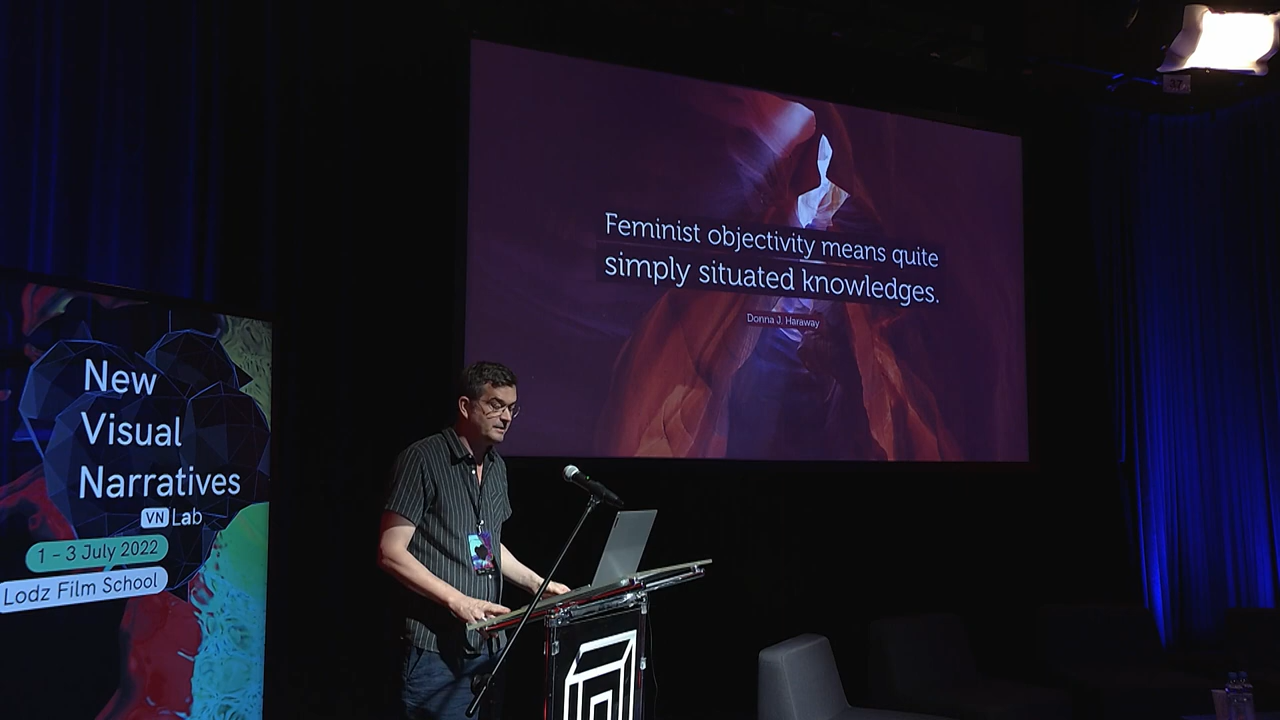 Feminist objectivity means quite
simply situated knowledges.
Donna J. Haraway
New
Visual
Narratives
VN Lab
1 – 3 July 2022
Lodz Film School
37